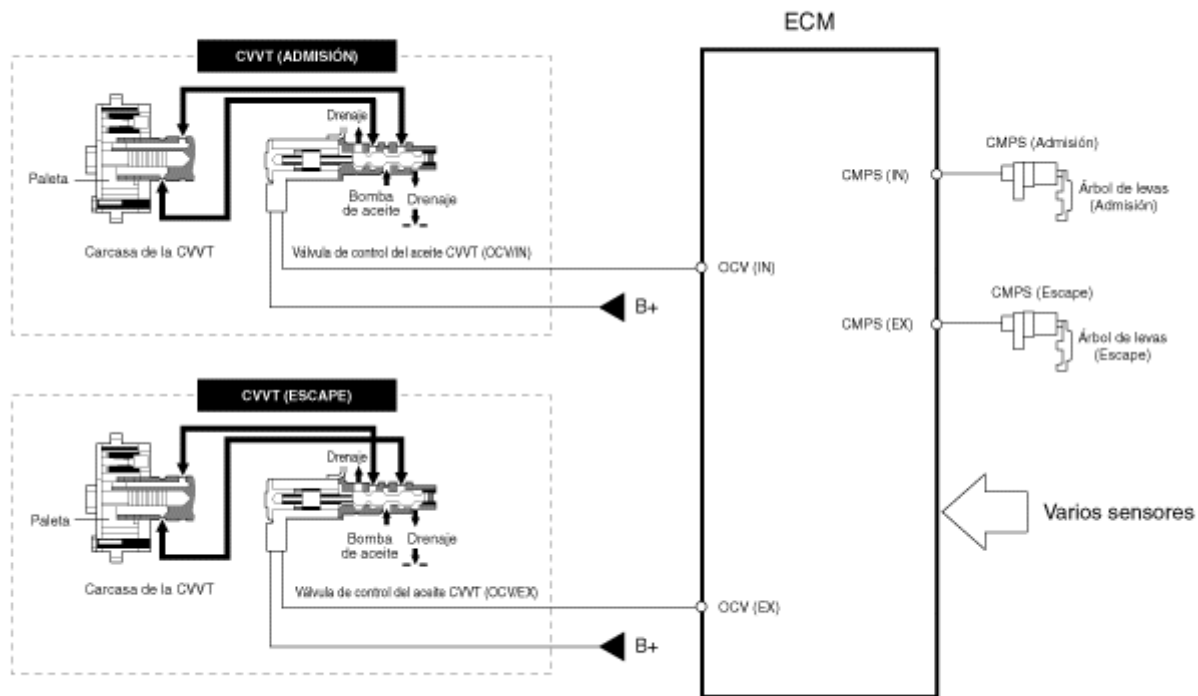 ECM
CVVT (ADMISIÓN)
Drenaje
Paleta
Bomba
de aceite
Drenaje
Carcasa de la CVVT
Válvula de control del aceite CVVT (OCV/IN)
B+
OCV (IN)
CMPS (IN)
CMPS (Admisión)
Árbol de levas
(Admisión)
CMPS (EX)
CMPS (Escape)
Árbol de levas
(Escape)
CVVT (ESCAPE)
Drenaje
Paleta
Bomba
de aceite
Drenaje
Carcasa de la CVVT
Válvula de control del aceite CVVT (OCV/EX)
B+
OCV (EX)
Varios sensores